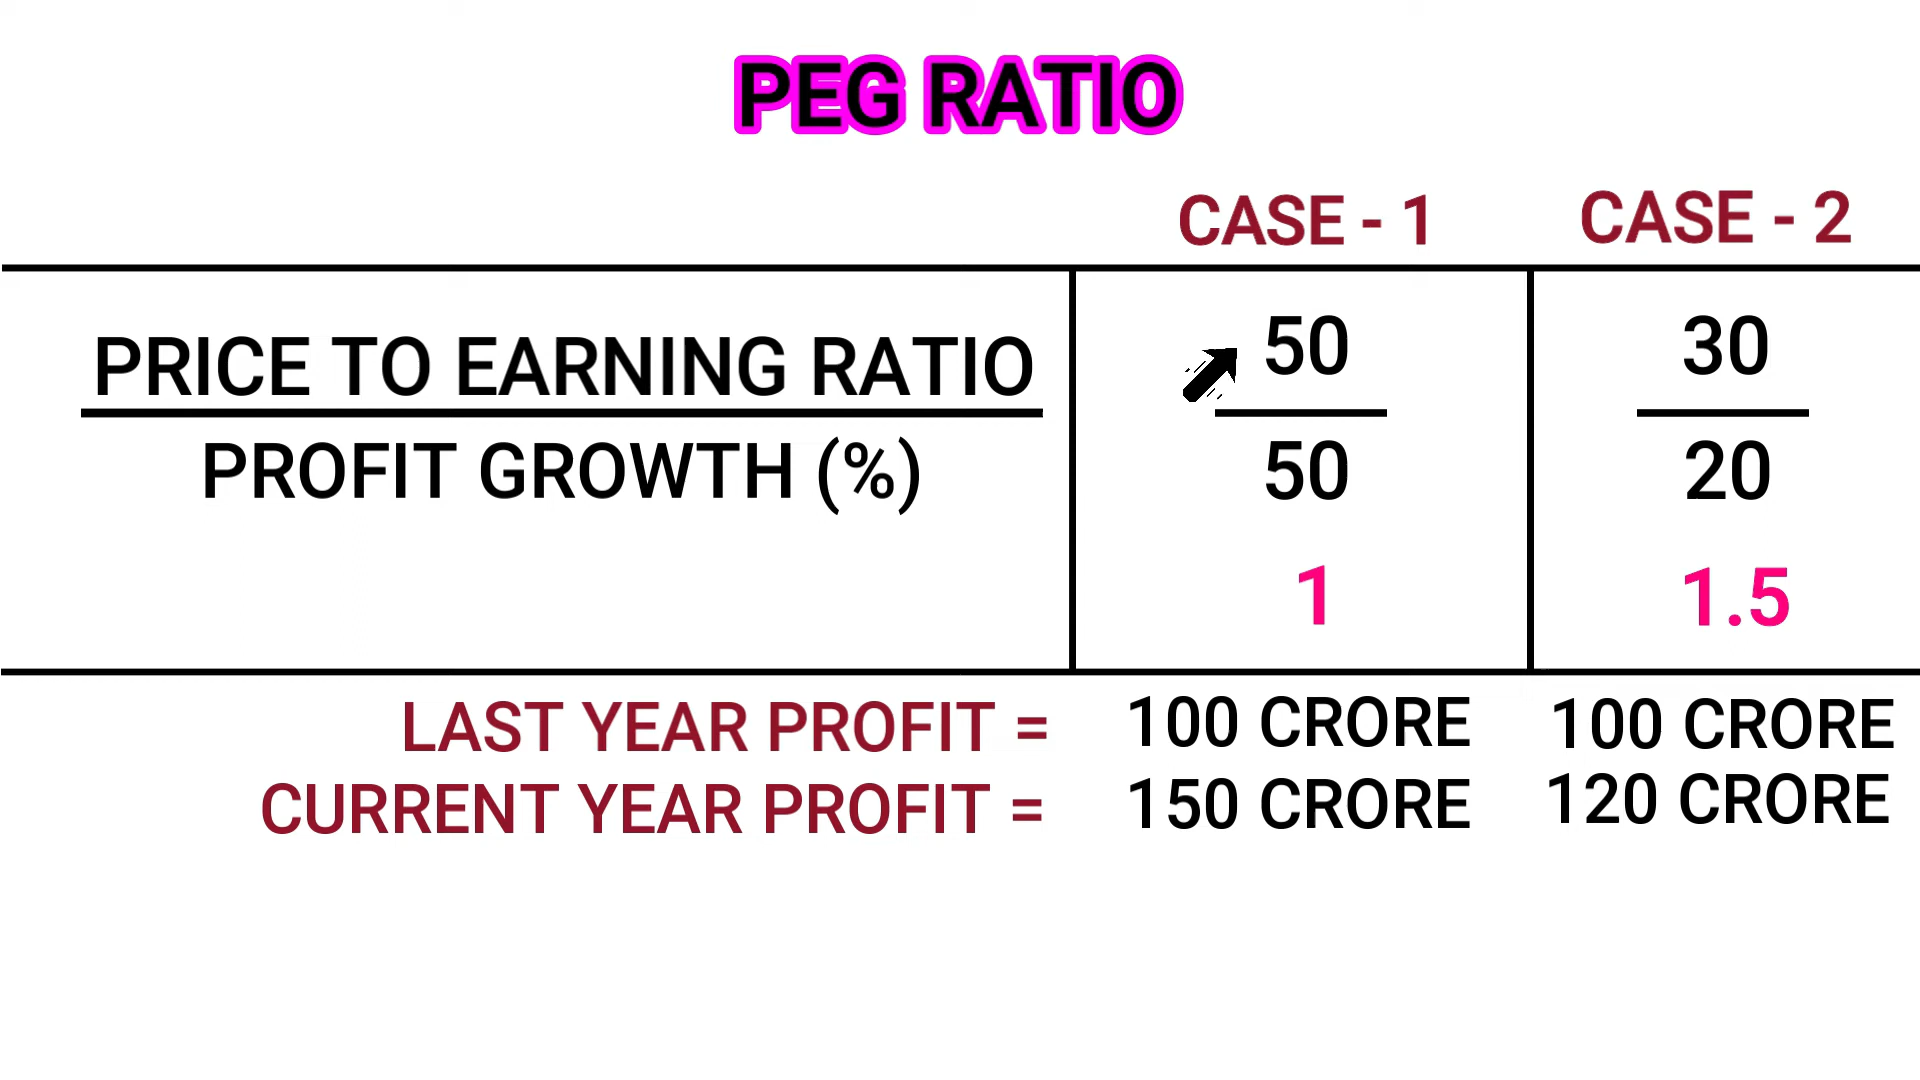 PEG RATIO
CASE - 1 CASE - 2
PRICE TO EARNING RATIO 50 30
PROFIT GROWTH (%) 50 20
1 1.5
LAST YEAR PROFIT = 100 CRORE 100 CRORE
CURRENT YEAR PROFIT = 150 CRORE 120 CRORE